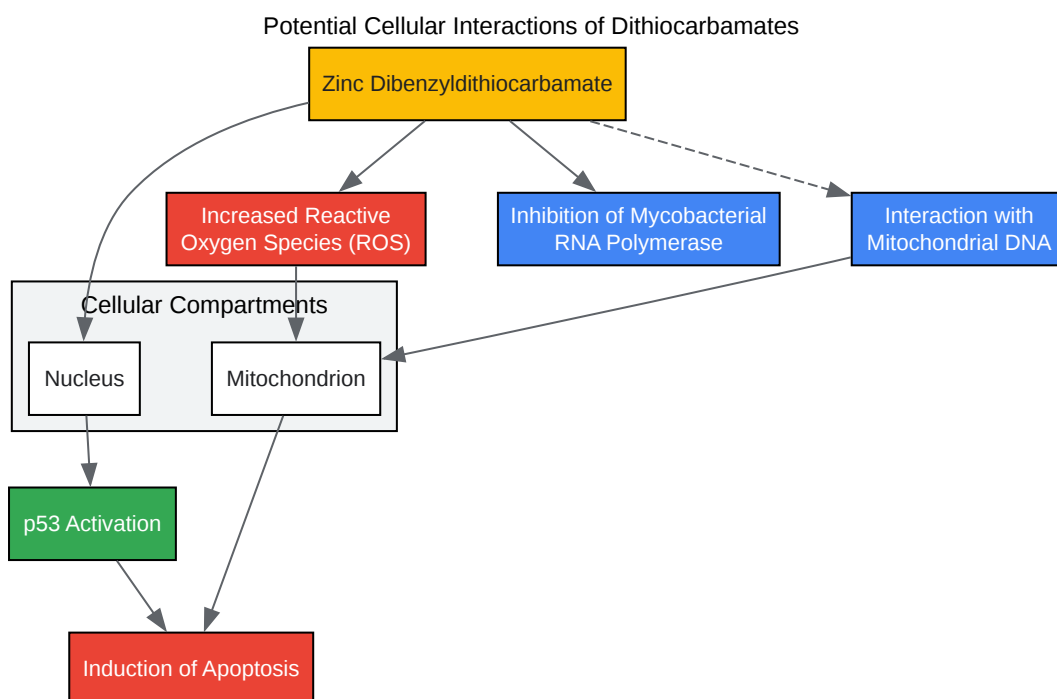 Potential Cellular Interactions of Dithiocarbamates
Zinc Dibenzyldithiocarbamate
Increased Reactive
Oxygen Species (ROS)
Inhibition of Mycobacterial
RNA Polymerase
Interaction with
Mitochondrial DNA
Cellular Compartments
Nucleus
Mitochondrion
p53 Activation
Induction of Apoptosis